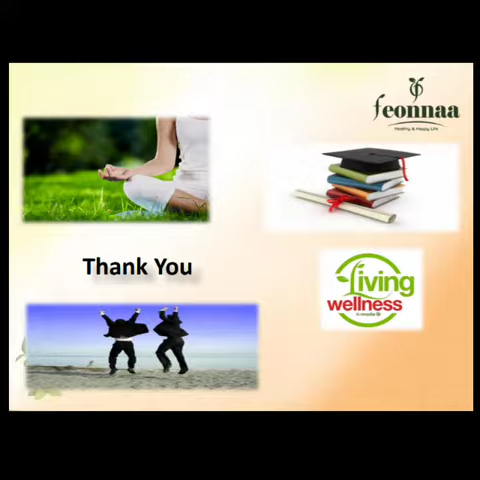 feonnaa
Healthy & Happy Life
Thank You
Living
wellness